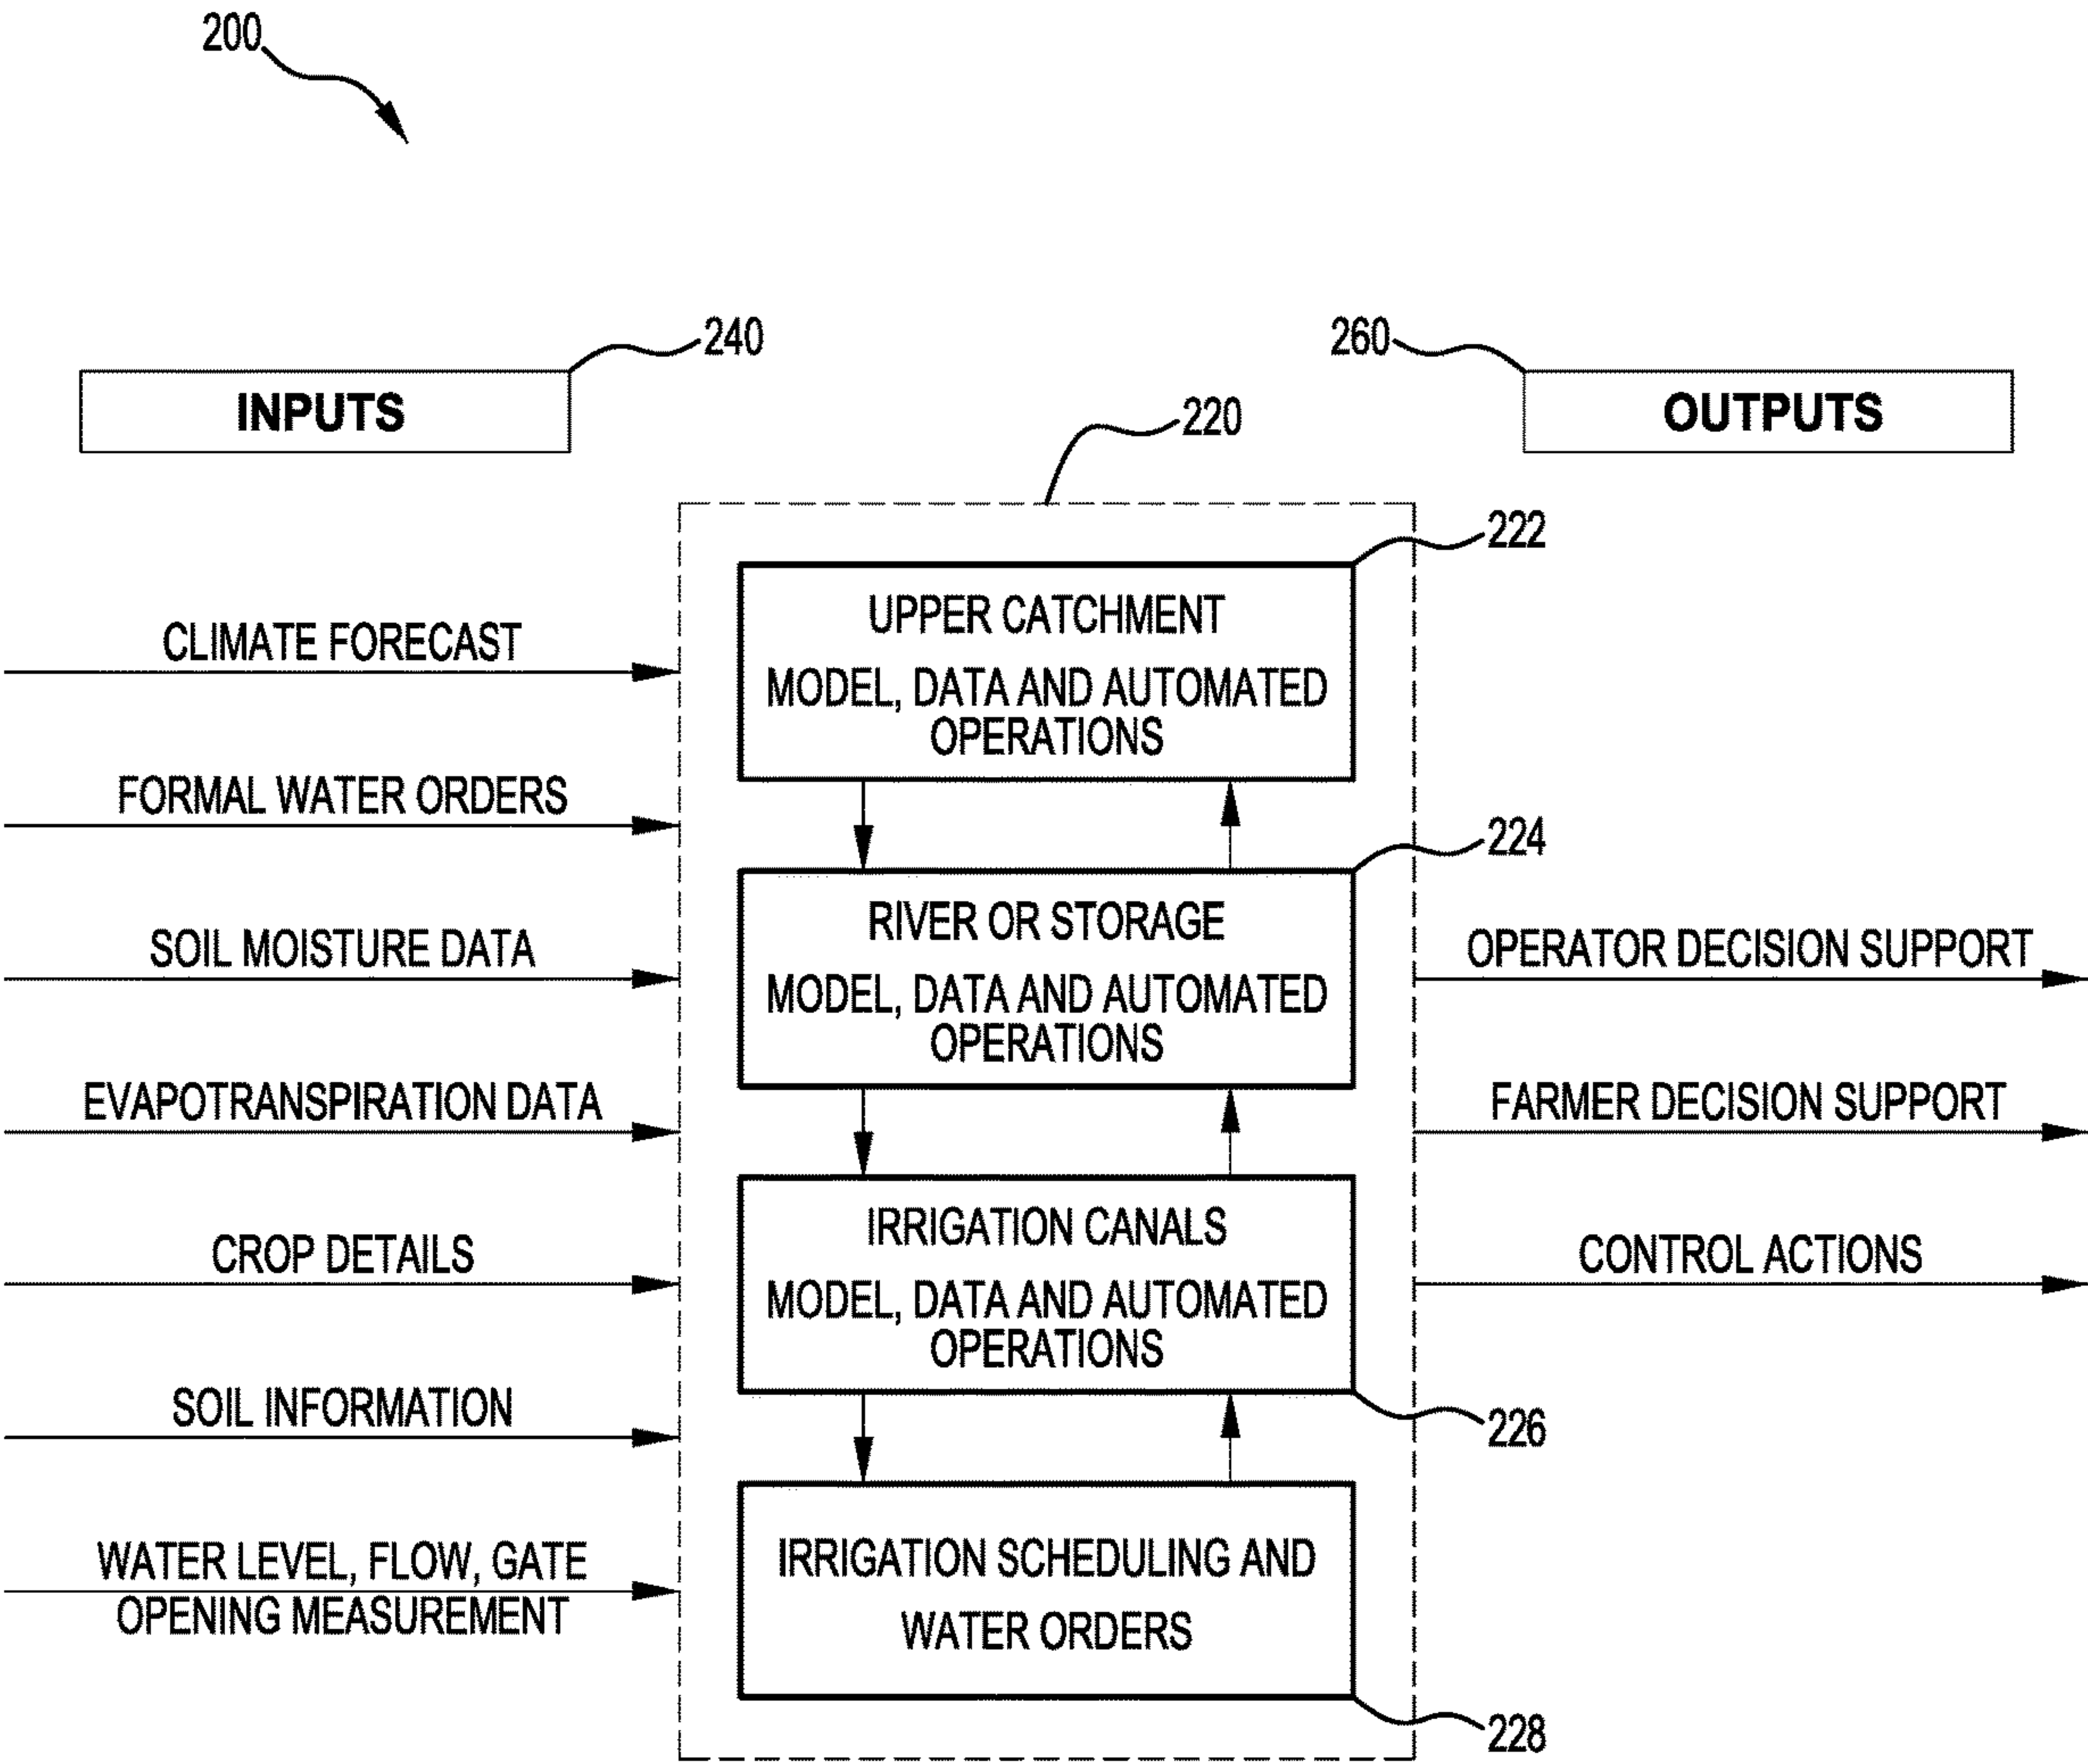 200
240
260
INPUTS
OUTPUTS
220
222
UPPER CATCHMENT
MODEL, DATA AND AUTOMATED
OPERATIONS
CLIMATE FORECAST
FORMAL WATER ORDERS
224
RIVER OR STORAGE
MODEL, DATA AND AUTOMATED
OPERATIONS
SOIL MOISTURE DATA
OPERATOR DECISION SUPPORT
EVAPOTRANSPIRATION DATA
FARMER DECISION SUPPORT
IRRIGATION CANALS
MODEL, DATA AND AUTOMATED
OPERATIONS
CROP DETAILS
CONTROL ACTIONS
SOIL INFORMATION
226
WATER LEVEL, FLOW, GATE
OPENING MEASUREMENT
IRRIGATION SCHEDULING AND
WATER ORDERS
228